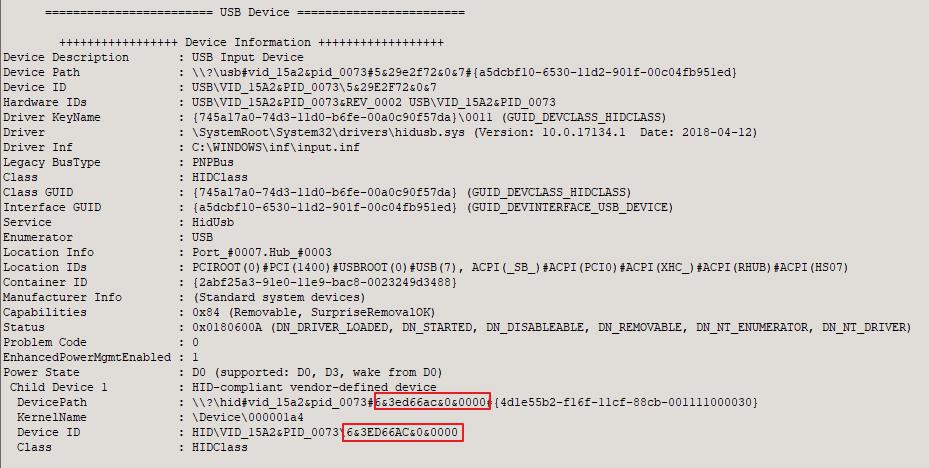 ========================= USB Device =========================
+++++++++++++++++ Device Information ++++++++++++++++++
Device Description : USB Input Device
Device Path : \\?\usb#vid_15a2&pid_0073#5&29e2f72&0&7#{a5dcbf10-6530-11d2-901f-00c04fb951ed}
Device ID : USB\VID_15A2&PID_0073\5&29E2F72&0&7
Hardware IDs : USB\VID_15A2&PID_0073&REV_0002 USB\VID_15A2&PID_0073
Driver KeyName : {745a17a0-74d3-11d0-b6fe-00a0c90f57da}\0011 (GUID_DEVCLASS_HIDCLASS)
Driver : \SystemRoot\System32\drivers\hidusb.sys (Version: 10.0.17134.1 Date: 2018-04-12)
Driver Inf : C:\WINDOWS\inf\input.inf
Legacy BusType : PNPBus
Class : HIDClass
Class GUID : {745a17a0-74d3-11d0-b6fe-00a0c90f57da} (GUID_DEVCLASS_HIDCLASS)
Interface GUID : {a5dcbf10-6530-11d2-901f-00c04fb951ed} (GUID_DEVINTERFACE_USB_DEVICE)
Service : HidUsb
Enumerator : USB
Location Info : Port_#0007.Hub_#0003
Location IDs : PCIROOT(0)#PCI(1400)#USBROOT(0)#USB(7), ACPI(_SB_)#ACPI(PCI0)#ACPI(XHC_)#ACPI(RHUB)#ACPI(HS07)
Container ID : {2abf25a3-91e0-11e9-bac8-0023249d3488}
Manufacturer Info : (Standard system devices)
Capabilities : 0x84 (Removable, SurpriseRemovalOK)
Status : 0x0180600A (DN_DRIVER_LOADED, DN_STARTED, DN_DISABLEABLE, DN_REMOVABLE, DN_NT_ENUMERATOR, DN_NT_DRIVER)
Problem Code : 0
EnhancedPowerMgmtEnabled : 1
Power State : D0 (supported: D0, D3, wake from D0)
Child Device 1 : HID-compliant vendor-defined device
DevicePath : \\?\hid#vid_15a2&pid_0073#6&3ed66ac&0&0000#{4d1e55b2-f16f-11cf-88cb-001111000030}
KernelName : \Device\000001a4
Device ID : HID\VID_15A2&PID_0073\6&3ED66AC&0&0000
Class : HIDClass